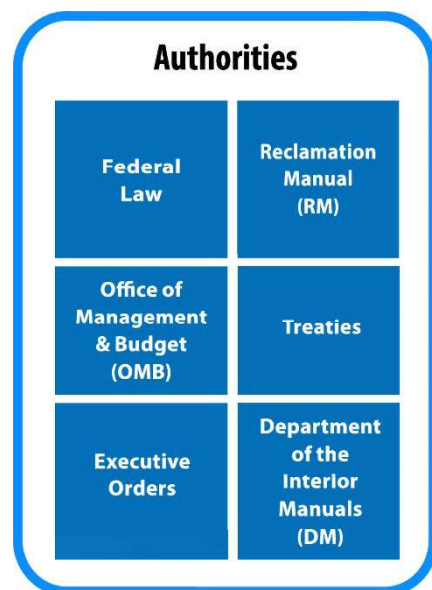 Authorities
Federal
Law
Reclamation
Manual
(RM)
Office of
Management
& Budget
(OMB)
Treaties
Executive
Orders
Department
of the
Interior
Manuals
(DM)